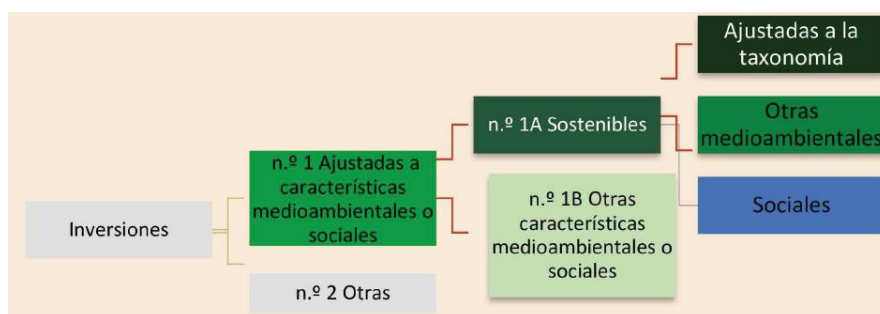 Inversiones
n.º 1 Ajustadas a
características
medioambientales o
sociales
n.º 2 Otras
n.º 1A Sostenibles
n.º 1B Otras
características
medioambientales o
sociales
Ajustadas a la
taxonomía
Otras
medioambientales
Sociales